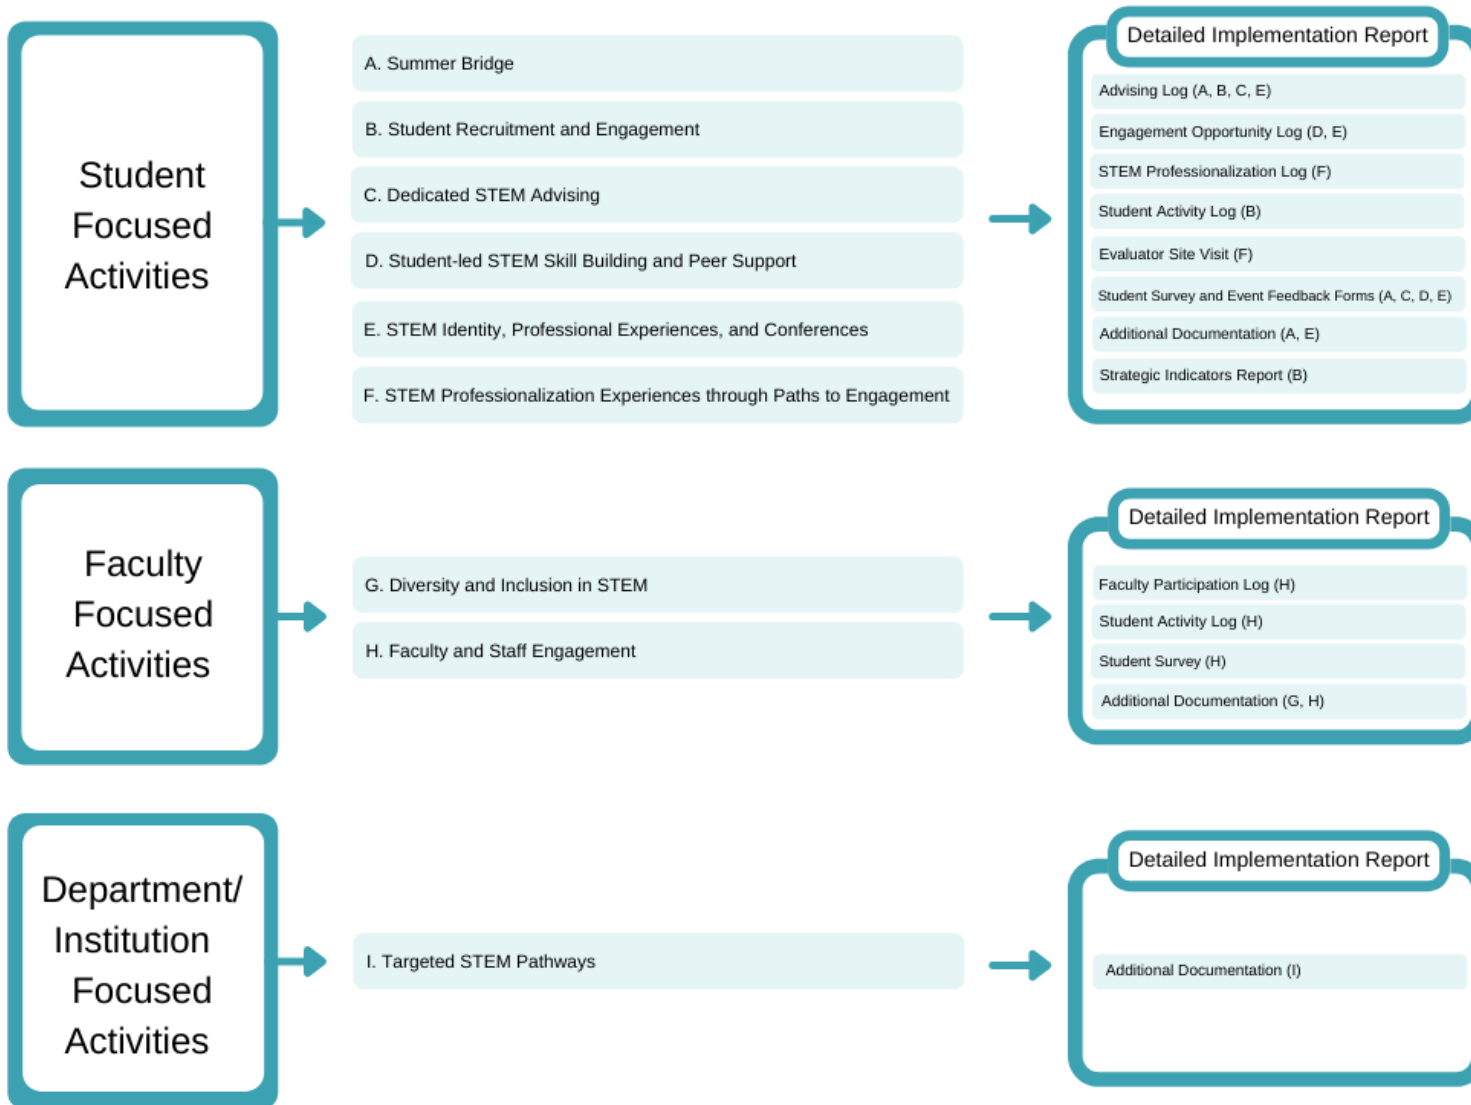 Student
Focused
Activities
A. Summer Bridge
B. Student Recruitment and Engagement
C. Dedicated STEM Advising
D. Student-led STEM Skill Building and Peer Support
E. STEM Identity, Professional Experiences, and Conferences
F. STEM Professionalization Experiences through Paths to Engagement
Detailed Implementation Report
Advising Log (A, B, C, E)
Engagement Opportunity Log (D, E)
STEM Professionalization Log (F)
Student Activity Log (B)
Evaluator Site Visit (F)
Student Survey and Event Feedback Forms (A, C, D, E)
Additional Documentation (A, E)
Strategic Indicators Report (B)
Faculty
Focused
Activities
G. Diversity and Inclusion in STEM
H. Faculty and Staff Engagement
Detailed Implementation Report
Faculty Participation Log (H)
Student Activity Log (H)
Student Survey (H)
Additional Documentation (G, H)
Department/
Institution
Focused
Activities
I. Targeted STEM Pathways
Detailed Implementation Report
Additional Documentation (I)